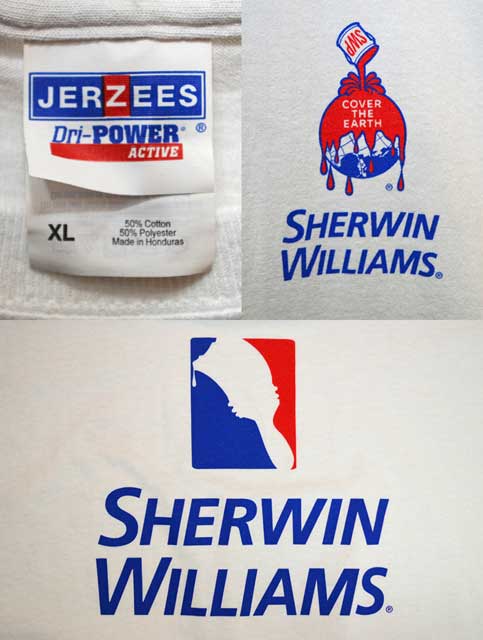 JERZEES
Dri-POWER® ®
ACTIVE
XL
50% Cotton
50% Polyester
Made in Honduras
SWP
COVER
THE
EARTH
®
SHERWIN
WILLIAMS®
SHERWIN
WILLIAMS®